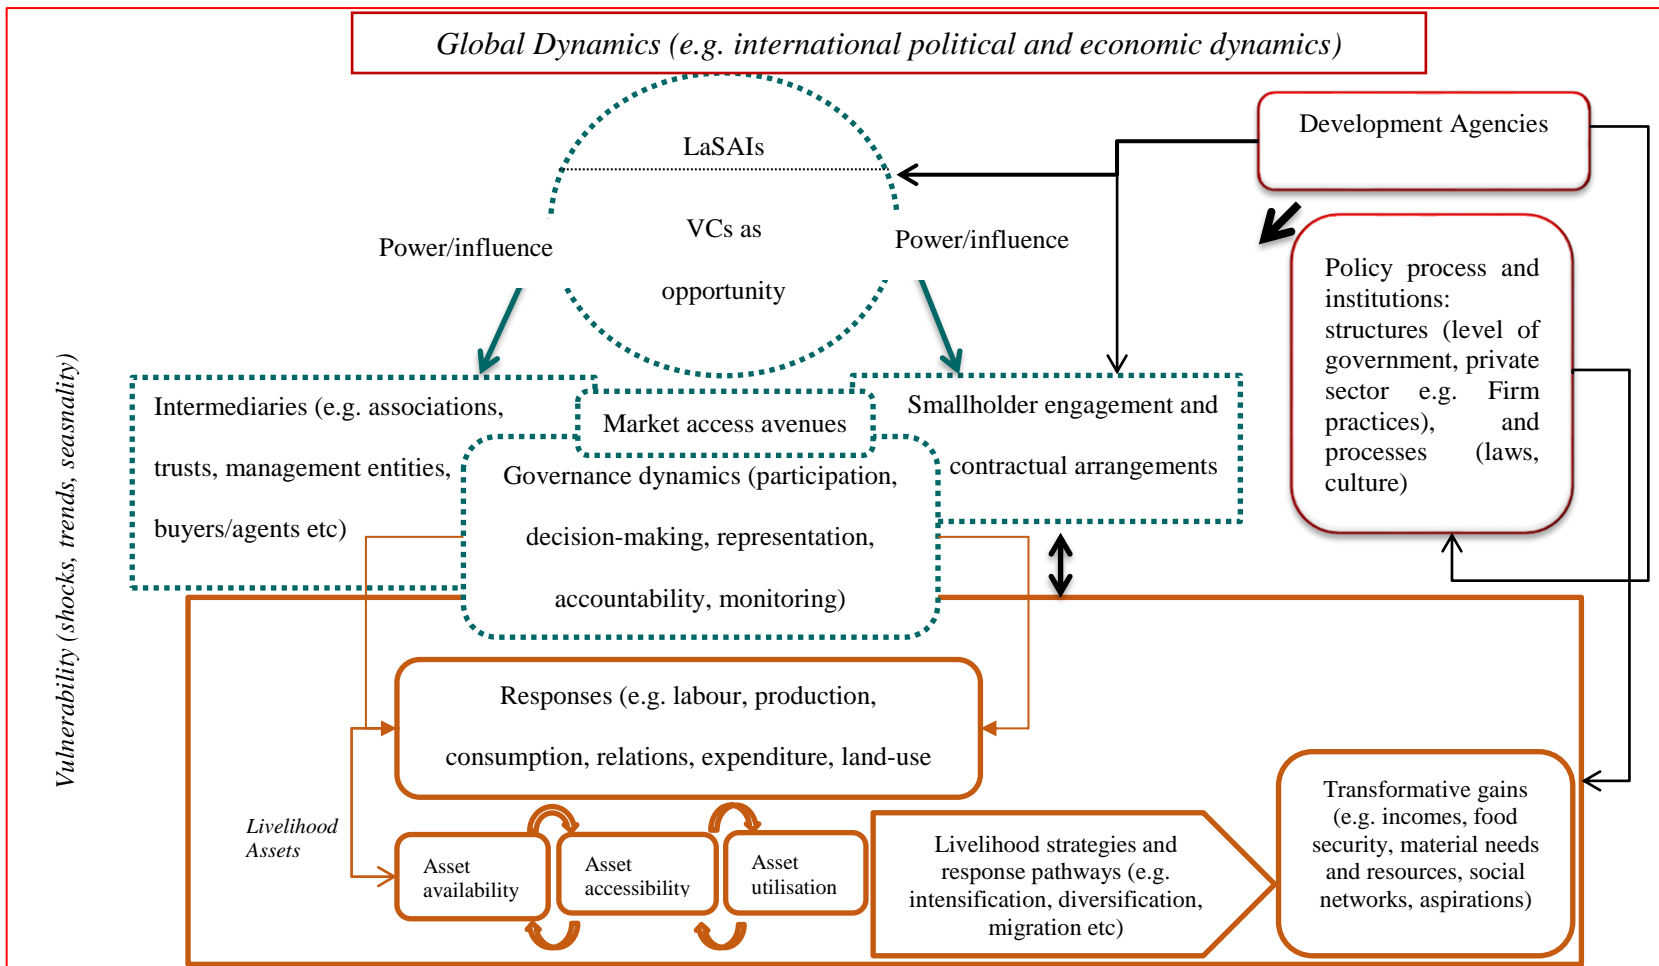 Global Dynamics (e.g. international political and economic dynamics)
Development Agencies
LaSAIs
VCs as
opportunity
Power/influence
Power/influence
Policy process and
institutions:
structures (level of
government, private
sector e.g. Firm
practices), and
processes (laws,
culture)
Vulnerability (shocks, trends, seasnality)
Intermediaries (e.g. associations,
trusts, management entities,
buyers/agents etc)
Market access avenues
Smallholder engagement and
contractual arrangements
Governance dynamics (participation,
decision-making, representation,
accountability, monitoring)
Responses (e.g. labour, production,
consumption, relations, expenditure, land-use
Livelihood
Assets
Asset
availability
Asset
accessibility
Asset
utilisation
Livelihood strategies and
response pathways (e.g.
intensification, diversification,
migration etc)
Transformative gains
(e.g. incomes, food
security, material needs
and resources, social
networks, aspirations)